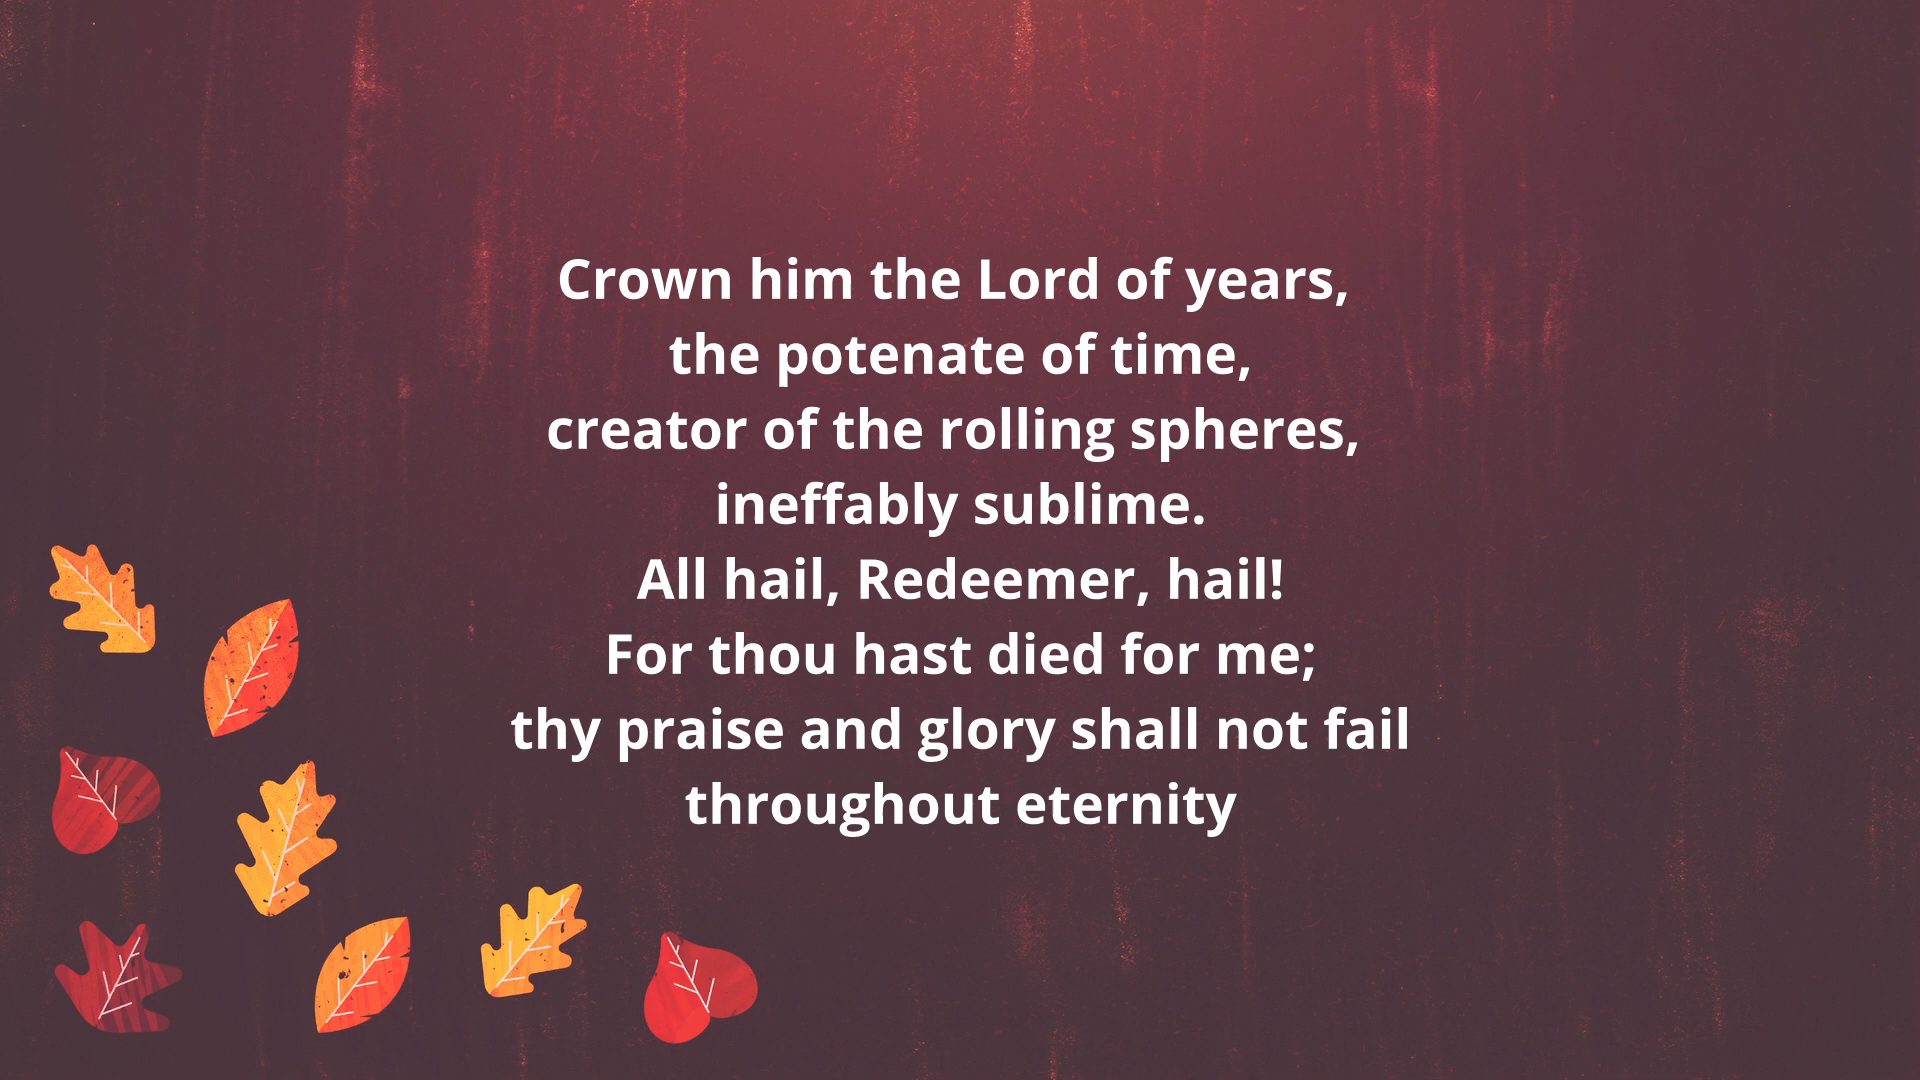 Crown him the Lord of years,
the potenate of time,
creator of the rolling spheres,
ineffably sublime.
All hail, Redeemer, hail!
For thou hast died for me;
thy praise and glory shall not fail
throughout eternity